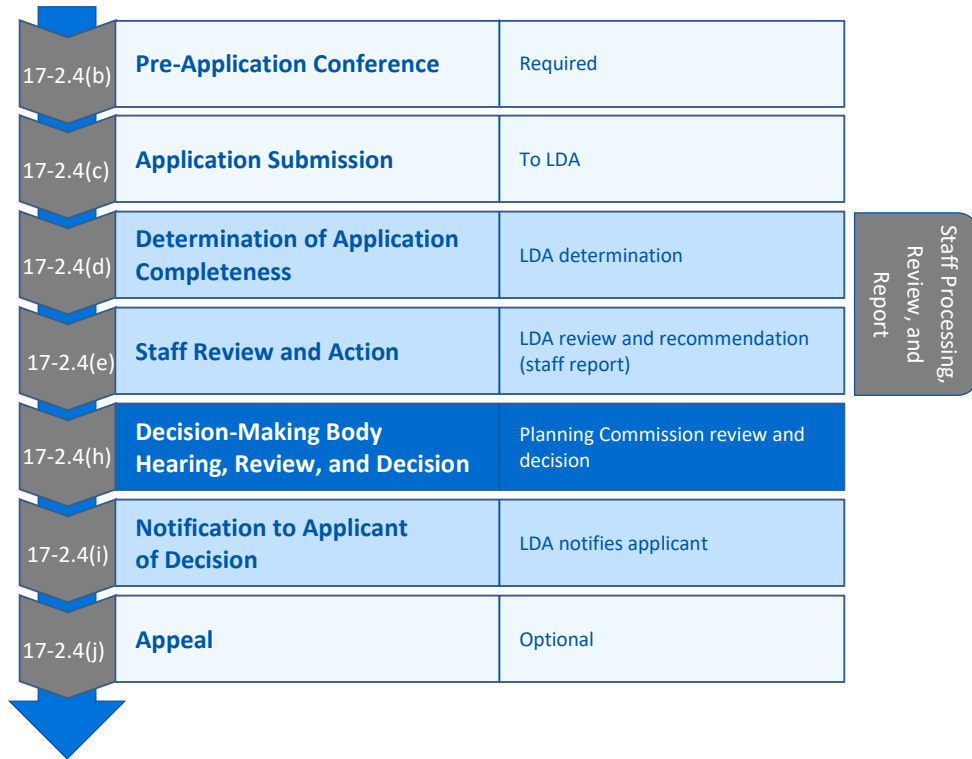 17-2.4(b)
Pre-Application Conference
Required
17-2.4(c)
Application Submission
To LDA
17-2.4(d)
Determination of Application
Completeness
LDA determination
17-2.4(e)
Staff Review and Action
LDA review and recommendation
(staff report)
Staff Processing,
Review, and
Report
17-2.4(h)
Decision-Making Body
Hearing, Review, and Decision
Planning Commission review and
decision
17-2.4(i)
Notification to Applicant
of Decision
LDA notifies applicant
17-2.4(j)
Appeal
Optional